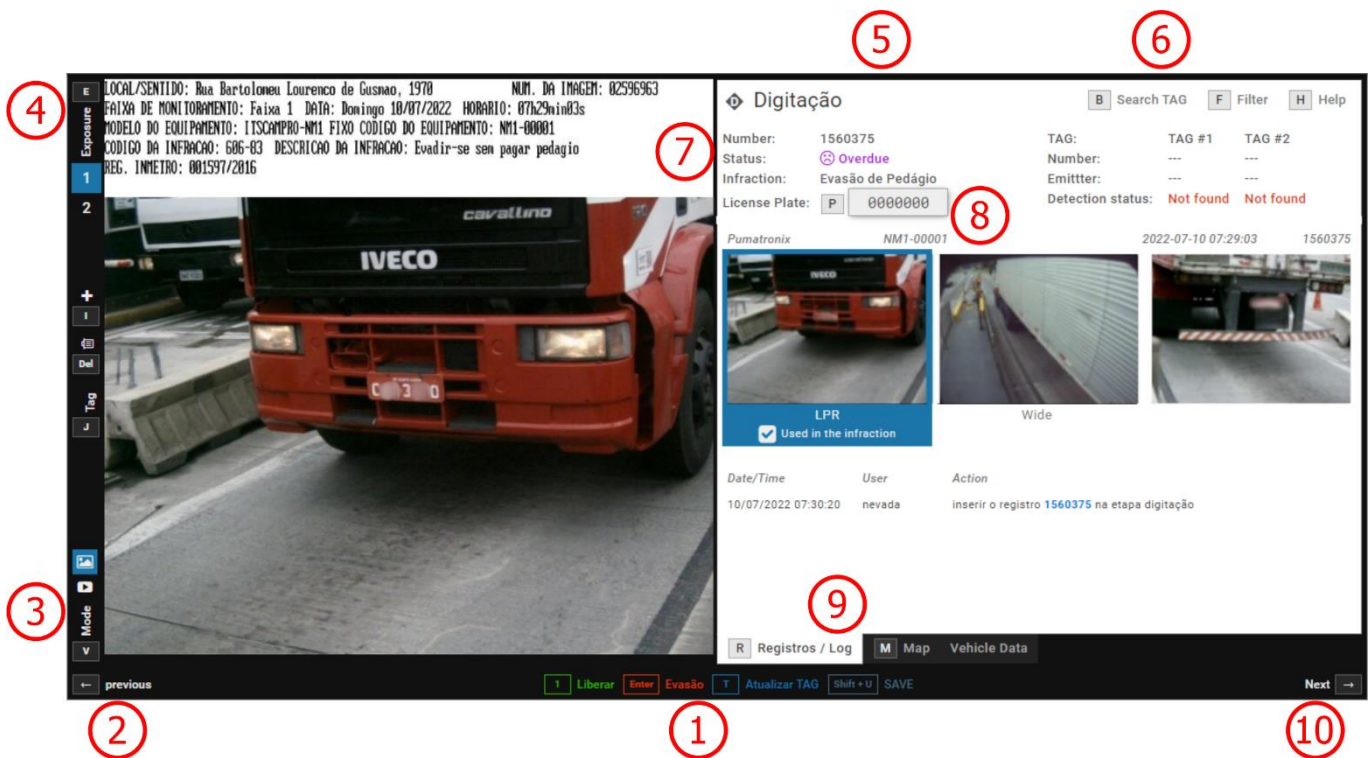 5
6
4
E
Exposure
1
2
LOCAL/SENTIDO: Rua Bartolomeu Lourenco de Gusmao, 1970 NUM. DA IMAGEM: 02596963
FAIXA DE MONITORAMENTO: Faixa 1 DATA: Domingo 10/07/2022 HORARIO: 07h29min03s
MODELO DO EQUIPAMENTO: ITSCAMPRO-NM1 FIXO CODIGO DO EQUIPAMENTO: NM1-00001
CODIGO DA INFRACAO: 606-83 DESCRICAO DA INFRACAO: Evadir-se sem pagar pedagio
REG. INMETRO: 001597/2016
cavallino
IVECO
I
Del
Tag
J
3
Mode
V
7
Digitação
B Search TAG F Filter H Help
Number: 1560375
Status: Overdue
Infraction: Evasão de Pedágio
License Plate: P 0000000
8
TAG: TAG #1 TAG #2
Number: --- ---
Emittter: --- ---
Detection status: Not found Not found
Pumatronix NM1-00001 2022-07-10 07:29:03 1560375
IVECO
LPR
Used in the infraction
Wide
Date/Time User Action
10/07/2022 07:30:20 nevada inserir o registro 1560375 na etapa digitação
9
R Registros / Log M Map Vehicle Data
← previous
1 Liberar Enter Evasão T Atualizar TAG Shift + U SAVE
Next →
2
1
10